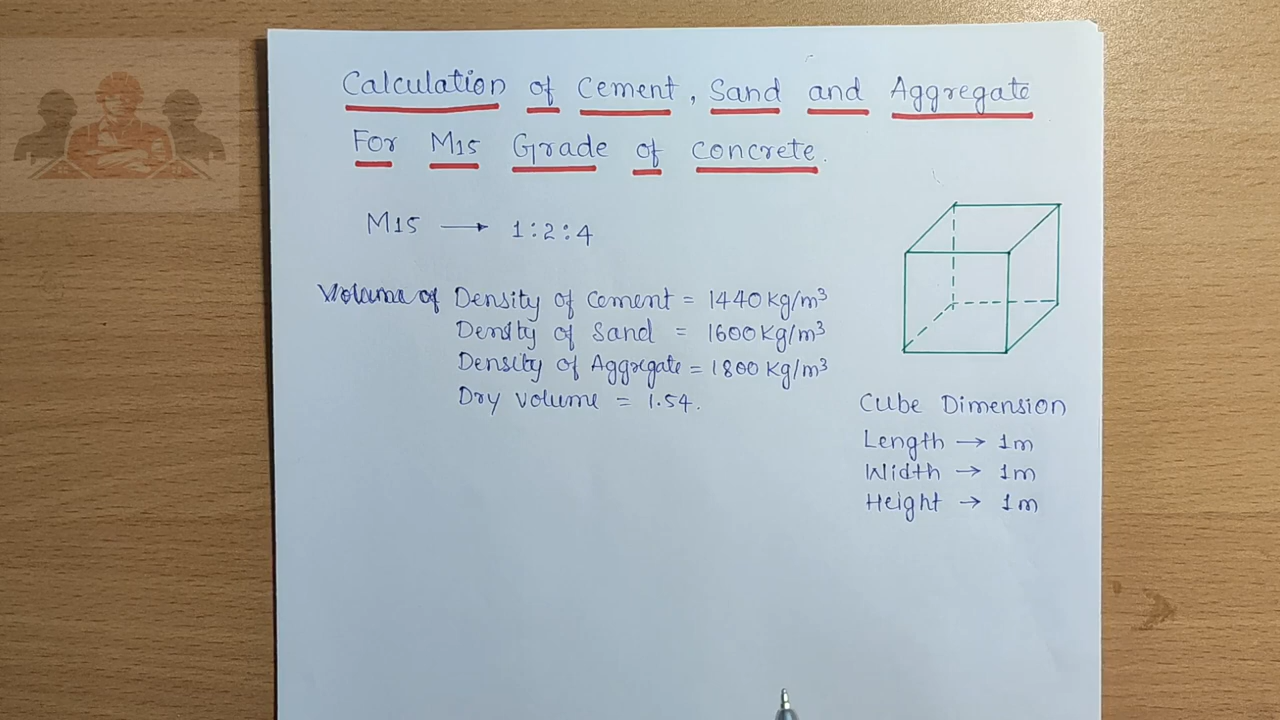 Calculation of Cement, Sand and Aggregate
For M15 Grade of concrete.
M15 → 1:2:4
Volume of Density of cement = 1440 kg/m³
Density of Sand = 1600 Kg/m³
Density of Aggregate = 1800 Kg/m³
Dry volume = 1.54.
Cube Dimension
Length → 1m
Width → 1m
Height → 1m